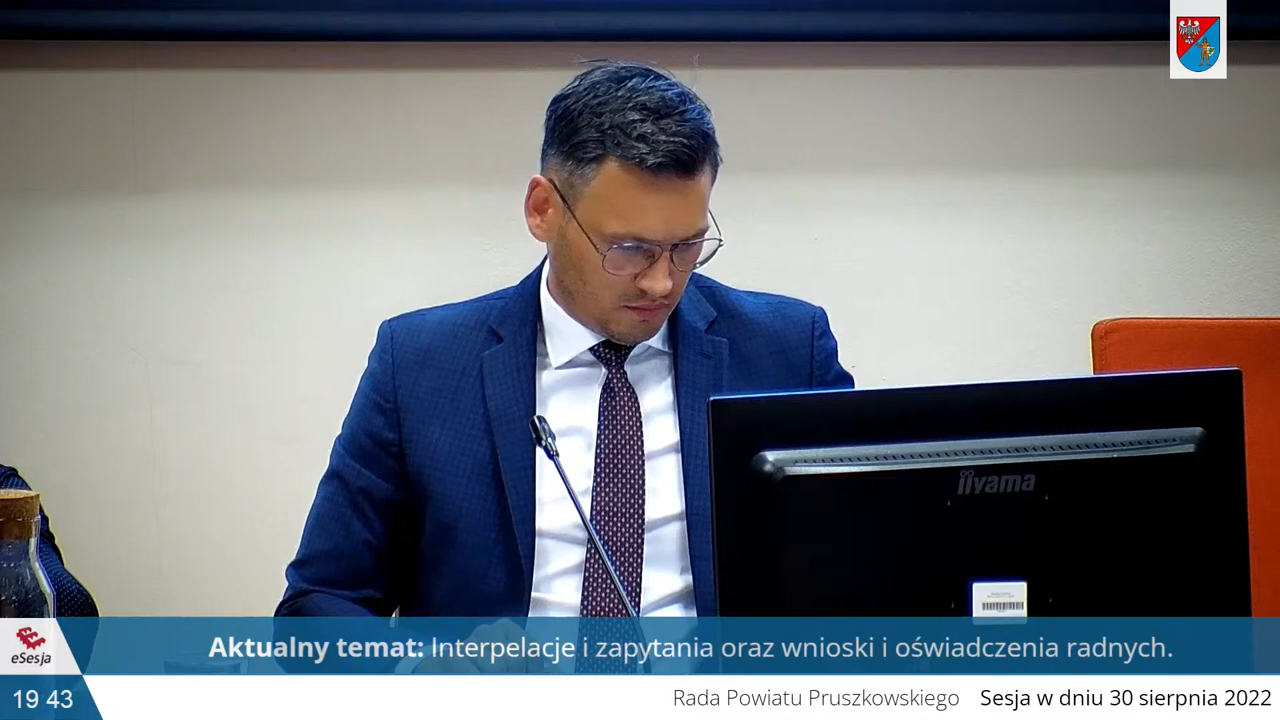 iiyama
Aktualny temat: Interpelacje i zapytania oraz wnioski i oświadczenia radnych.
eSesja
19 43
Rada Powiatu Pruszkowskiego Sesja w dniu 30 sierpnia 2022